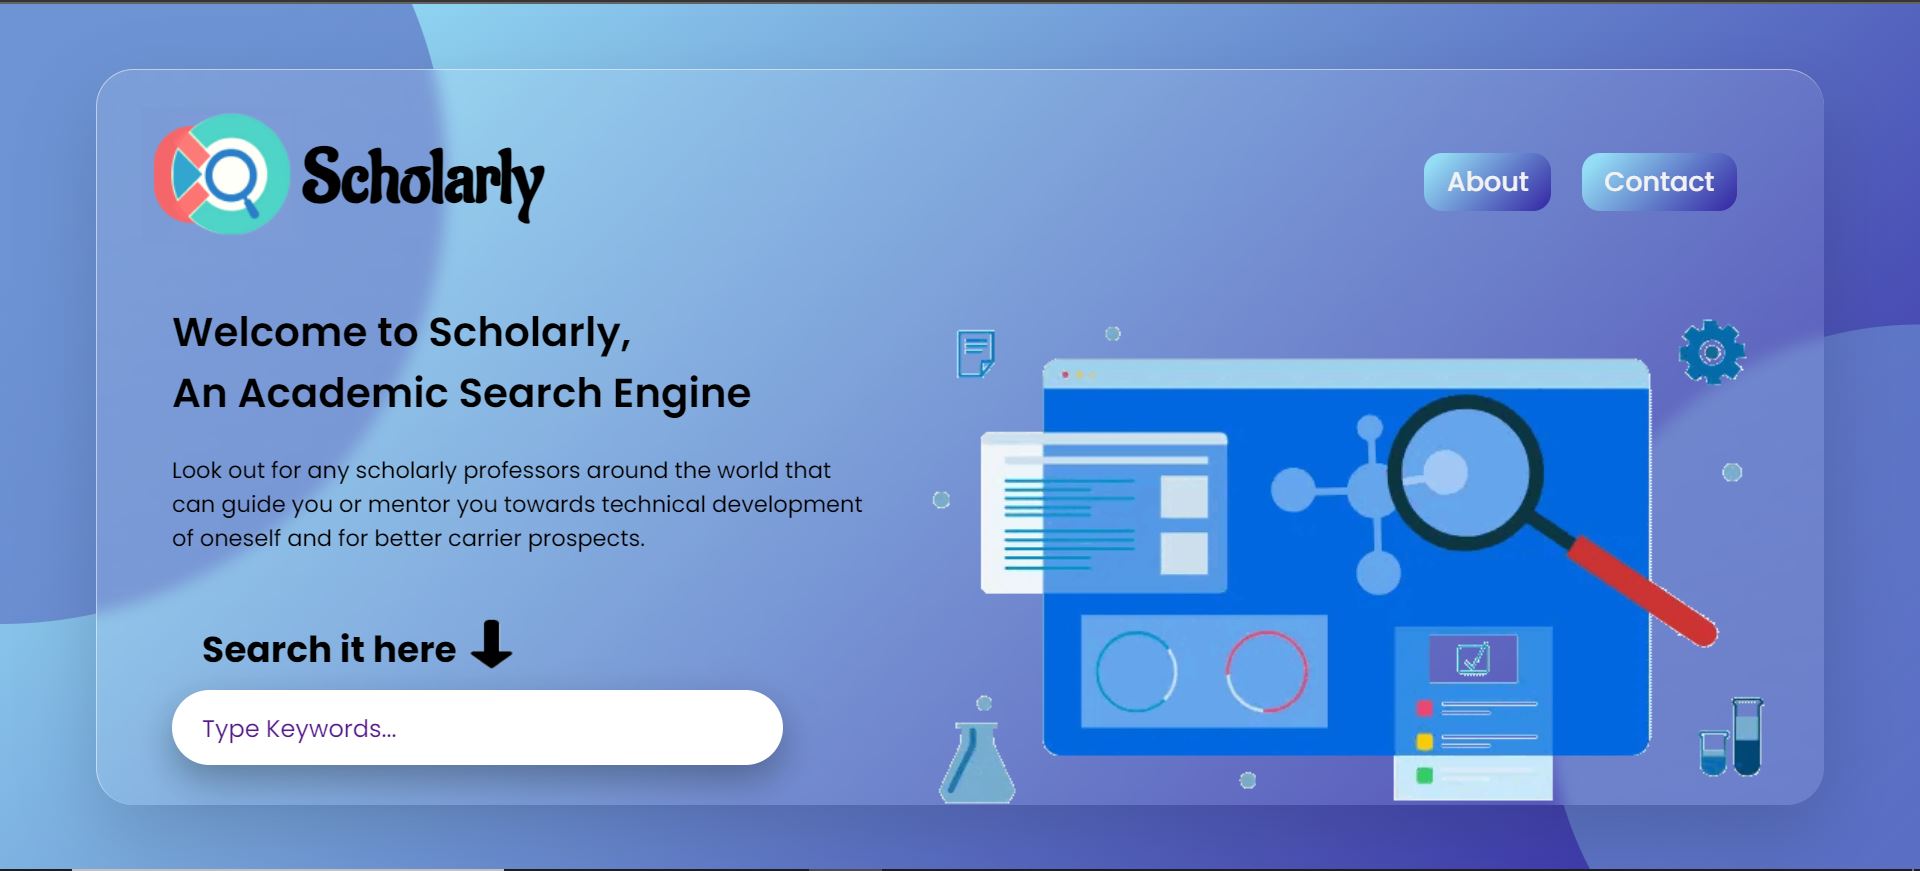 Scholarly
About
Contact
Welcome to Scholarly,
An Academic Search Engine
Look out for any scholarly professors around the world that
can guide you or mentor you towards technical development
of oneself and for better carrier prospects.
Search it here
Type Keywords...